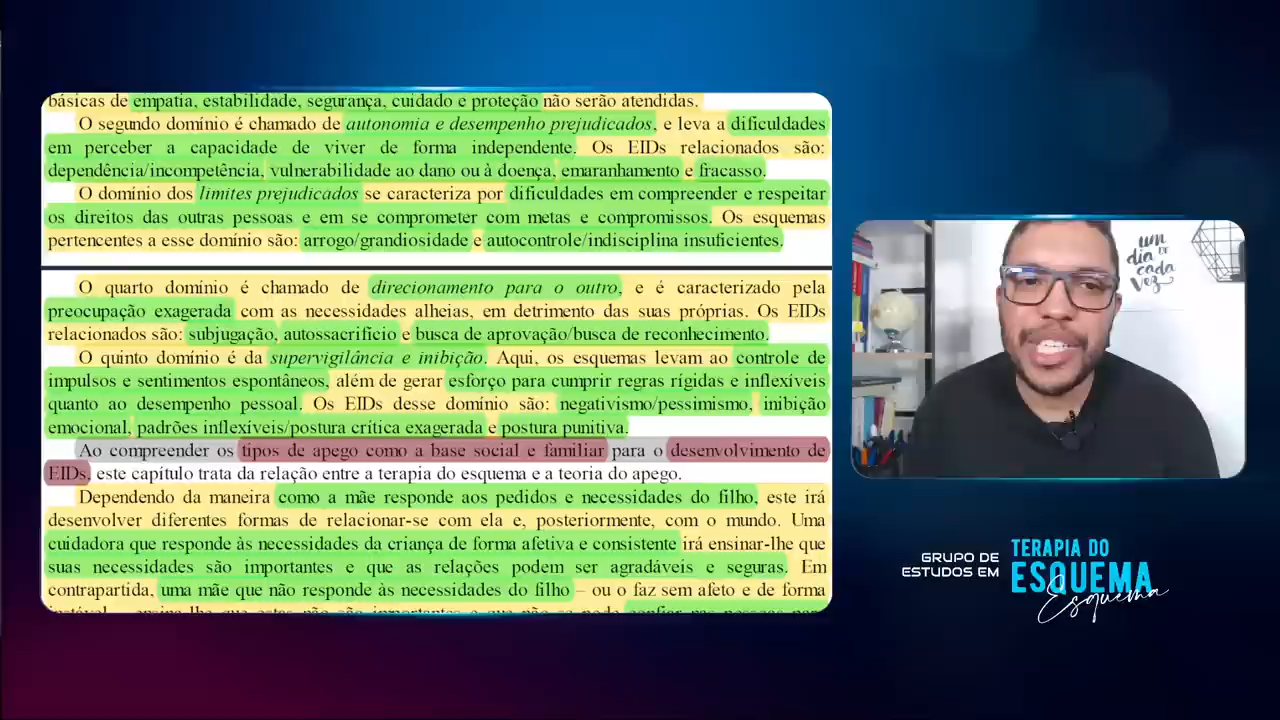 básicas de empatia, estabilidade, segurança, cuidado e proteção não serão atendidas.
O segundo domínio é chamado de autonomia e desempenho prejudicados, e leva a dificuldades
em perceber a capacidade de viver de forma independente. Os EIDs relacionados são:
dependência/incompetência, vulnerabilidade ao dano ou à doença, emaranhamento e fracasso.
O domínio dos limites prejudicados se caracteriza por dificuldades em compreender e respeitar
os direitos das outras pessoas e em se comprometer com metas e compromissos. Os esquemas
pertencentes a esse domínio são: arrogo/grandiosidade e autocontrole/indisciplina insuficientes.
O quarto domínio é chamado de direcionamento para o outro, e é caracterizado pela
preocupação exagerada com as necessidades alheias, em detrimento das suas próprias. Os EIDs
relacionados são: subjugação, autossacrifício e busca de aprovação/busca de reconhecimento.
O quinto domínio é da supervigilância e inibição. Aqui, os esquemas levam ao controle de
impulsos e sentimentos espontâneos, além de gerar esforço para cumprir regras rígidas e inflexíveis
quanto ao desempenho pessoal. Os EIDs desse domínio são: negativismo/pessimismo, inibição
emocional, padrões inflexíveis/postura crítica exagerada e postura punitiva.
Ao compreender os tipos de apego como a base social e familiar para o desenvolvimento de
EIDs, este capítulo trata da relação entre a terapia do esquema e a teoria do apego.
Dependendo da maneira como a mãe responde aos pedidos e necessidades do filho, este irá
desenvolver diferentes formas de relacionar-se com ela e, posteriormente, com o mundo. Uma
cuidadora que responde às necessidades da criança de forma afetiva e consistente irá ensinar-lhe que
suas necessidades são importantes e que as relações podem ser agradáveis e seguras. Em
contrapartida, uma mãe que não responde às necessidades do filho – ou o faz sem afeto e de forma
um
dia DE
cada
vez
GRUPO DE
ESTUDOS EM
TERAPIA DO
ESQUEMA
Esquema